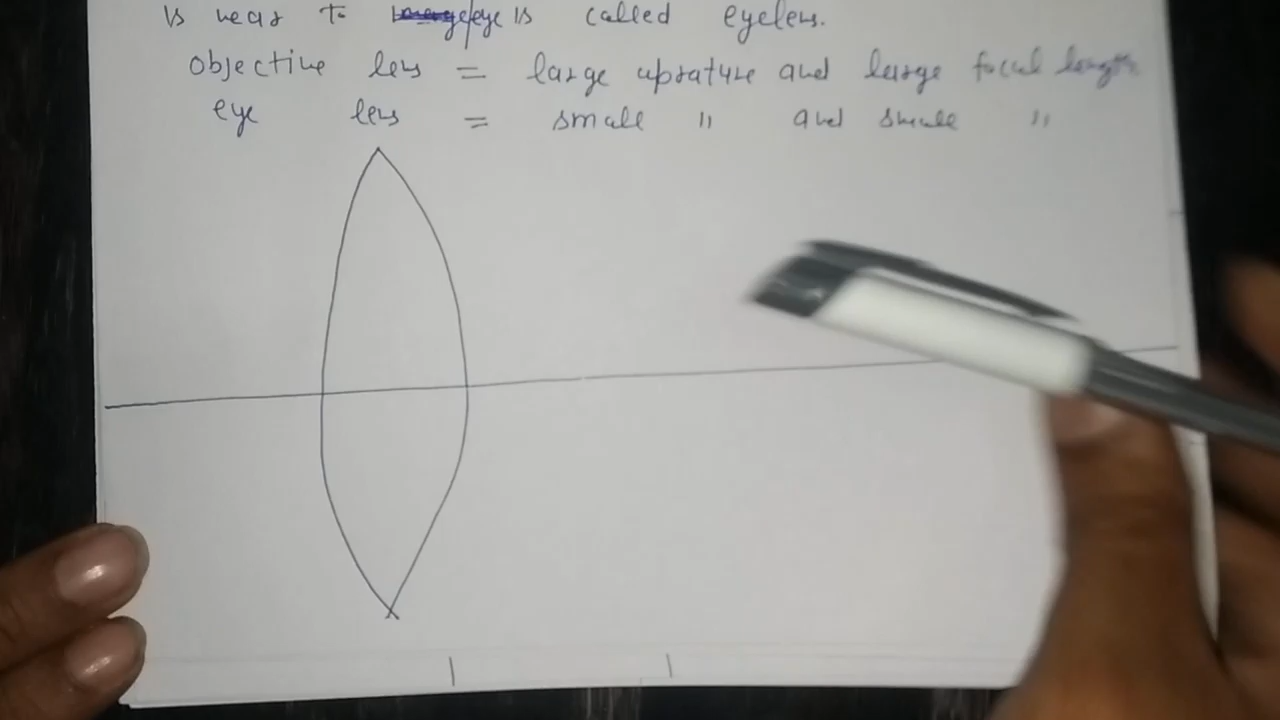 is near to eye is called eyelens.
objective lens = large uprature and large focal length
eye lens = small " and small "